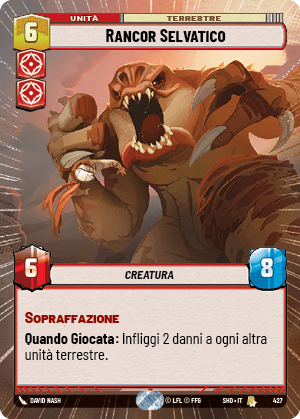 UNITÀ
TERRESTRE
6
RANCOR SELVATICO
6
8
CREATURA
SOPRAFFAZIONE
Quando Giocata: Infliggi 2 danni a ogni altra
unità terrestre.
DAVID NASH
© LFL © FFG
SHD • IT
427